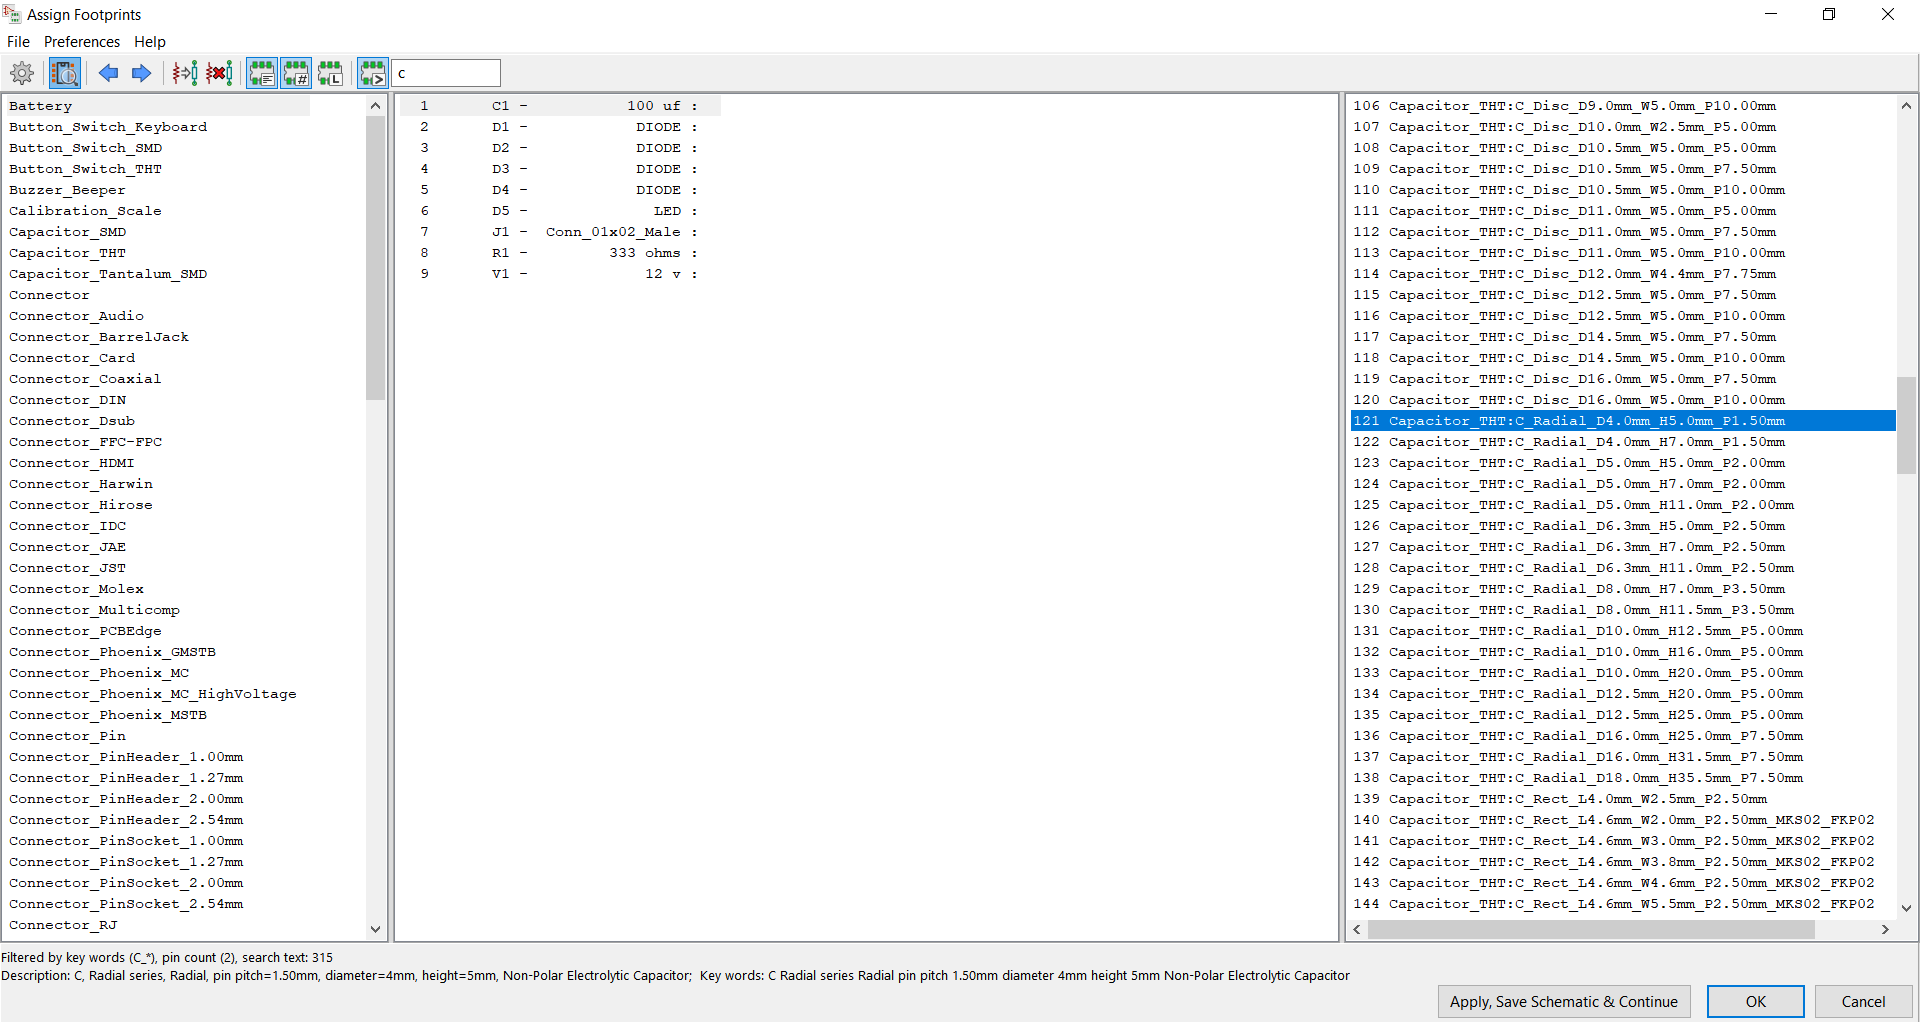 Assign Footprints
File Preferences Help
c
Battery
Button_Switch_Keyboard
Button_Switch_SMD
Button_Switch_THT
Buzzer_Beeper
Calibration_Scale
Capacitor_SMD
Capacitor_THT
Capacitor_Tantalum_SMD
Connector
Connector_Audio
Connector_BarrelJack
Connector_Card
Connector_Coaxial
Connector_DIN
Connector_Dsub
Connector_FFC-FPC
Connector_HDMI
Connector_Harwin
Connector_Hirose
Connector_IDC
Connector_JAE
Connector_JST
Connector_Molex
Connector_Multicomp
Connector_PCBEdge
Connector_Phoenix_GMSTB
Connector_Phoenix_MC
Connector_Phoenix_MC_HighVoltage
Connector_Phoenix_MSTB
Connector_Pin
Connector_PinHeader_1.00mm
Connector_PinHeader_1.27mm
Connector_PinHeader_2.00mm
Connector_PinHeader_2.54mm
Connector_PinSocket_1.00mm
Connector_PinSocket_1.27mm
Connector_PinSocket_2.00mm
Connector_PinSocket_2.54mm
Connector_RJ
1 C1 - 100 uf :
2 D1 - DIODE :
3 D2 - DIODE :
4 D3 - DIODE :
5 D4 - DIODE :
6 D5 - LED :
7 J1 - Conn_01x02_Male :
8 R1 - 333 ohms :
9 V1 - 12 v :
106 Capacitor_THT:C_Disc_D9.0mm_W5.0mm_P10.00mm
107 Capacitor_THT:C_Disc_D10.0mm_W2.5mm_P5.00mm
108 Capacitor_THT:C_Disc_D10.5mm_W5.0mm_P5.00mm
109 Capacitor_THT:C_Disc_D10.5mm_W5.0mm_P7.50mm
110 Capacitor_THT:C_Disc_D10.5mm_W5.0mm_P10.00mm
111 Capacitor_THT:C_Disc_D11.0mm_W5.0mm_P5.00mm
112 Capacitor_THT:C_Disc_D11.0mm_W5.0mm_P7.50mm
113 Capacitor_THT:C_Disc_D11.0mm_W5.0mm_P10.00mm
114 Capacitor_THT:C_Disc_D12.0mm_W4.4mm_P7.75mm
115 Capacitor_THT:C_Disc_D12.5mm_W5.0mm_P7.50mm
116 Capacitor_THT:C_Disc_D12.5mm_W5.0mm_P10.00mm
117 Capacitor_THT:C_Disc_D14.5mm_W5.0mm_P7.50mm
118 Capacitor_THT:C_Disc_D14.5mm_W5.0mm_P10.00mm
119 Capacitor_THT:C_Disc_D16.0mm_W5.0mm_P7.50mm
120 Capacitor_THT:C_Disc_D16.0mm_W5.0mm_P10.00mm
121 Capacitor_THT:C_Radial_D4.0mm_H5.0mm_P1.50mm
122 Capacitor_THT:C_Radial_D4.0mm_H7.0mm_P1.50mm
123 Capacitor_THT:C_Radial_D5.0mm_H5.0mm_P2.00mm
124 Capacitor_THT:C_Radial_D5.0mm_H7.0mm_P2.00mm
125 Capacitor_THT:C_Radial_D5.0mm_H11.0mm_P2.00mm
126 Capacitor_THT:C_Radial_D6.3mm_H5.0mm_P2.50mm
127 Capacitor_THT:C_Radial_D6.3mm_H7.0mm_P2.50mm
128 Capacitor_THT:C_Radial_D6.3mm_H11.0mm_P2.50mm
129 Capacitor_THT:C_Radial_D8.0mm_H7.0mm_P3.50mm
130 Capacitor_THT:C_Radial_D8.0mm_H11.5mm_P3.50mm
131 Capacitor_THT:C_Radial_D10.0mm_H12.5mm_P5.00mm
132 Capacitor_THT:C_Radial_D10.0mm_H16.0mm_P5.00mm
133 Capacitor_THT:C_Radial_D10.0mm_H20.0mm_P5.00mm
134 Capacitor_THT:C_Radial_D12.5mm_H20.0mm_P5.00mm
135 Capacitor_THT:C_Radial_D12.5mm_H25.0mm_P5.00mm
136 Capacitor_THT:C_Radial_D16.0mm_H25.0mm_P7.50mm
137 Capacitor_THT:C_Radial_D16.0mm_H31.5mm_P7.50mm
138 Capacitor_THT:C_Radial_D18.0mm_H35.5mm_P7.50mm
139 Capacitor_THT:C_Rect_L4.0mm_W2.5mm_P2.50mm
140 Capacitor_THT:C_Rect_L4.6mm_W2.0mm_P2.50mm_MKS02_FKP02
141 Capacitor_THT:C_Rect_L4.6mm_W3.0mm_P2.50mm_MKS02_FKP02
142 Capacitor_THT:C_Rect_L4.6mm_W3.8mm_P2.50mm_MKS02_FKP02
143 Capacitor_THT:C_Rect_L4.6mm_W4.6mm_P2.50mm_MKS02_FKP02
144 Capacitor_THT:C_Rect_L4.6mm_W5.5mm_P2.50mm_MKS02_FKP02
Filtered by key words (C_*), pin count (2), search text: 315
Description: C, Radial series, Radial, pin pitch=1.50mm, diameter=4mm, height=5mm, Non-Polar Electrolytic Capacitor; Key words: C Radial series Radial pin pitch 1.50mm diameter 4mm height 5mm Non-Polar Electrolytic Capacitor
Apply, Save Schematic & Continue OK Cancel